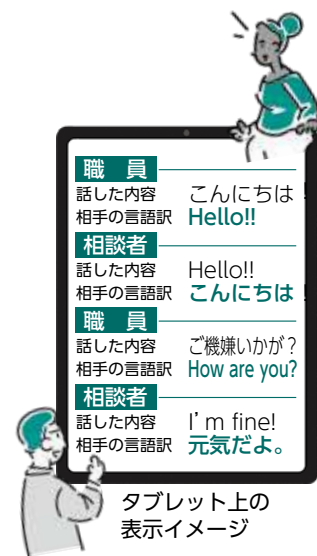 職　員
話した内容　こんにちは！
相手の言語訳　Hello!!
相談者
話した内容　Hello!!
相手の言語訳　こんにちは！
職　員
話した内容　ご機嫌いかが？
相手の言語訳　How are you?
相談者
話した内容　I’m fine!
相手の言語訳　元気だよ。
タブレット上の
表示イメージ